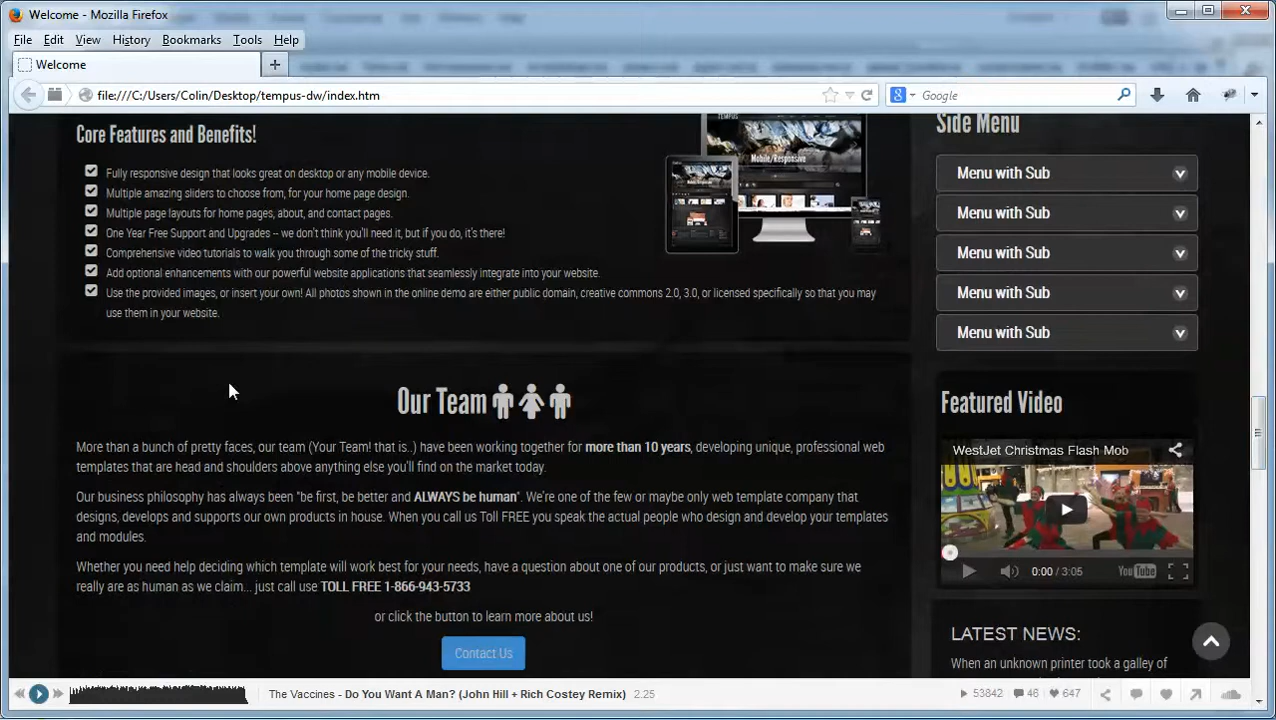 Welcome - Mozilla Firefox
File Edit View History Bookmarks Tools Help
Welcome
file:///C:/Users/Colin/Desktop/tempus-dw/index.htm
Google
Core Features and Benefits!
Fully responsive design that looks great on desktop or any mobile device.
Multiple amazing sliders to choose from, for your home page design.
Multiple page layouts for home pages, about, and contact pages.
One Year Free Support and Upgrades -- we don't think you'll need it, but if you do, it's there!
Comprehensive video tutorials to walk you through some of the tricky stuff.
Add optional enhancements with our powerful website applications that seamlessly integrate into your website.
Use the provided images, or insert your own! All photos shown in the online demo are either public domain, creative commons 2.0, 3.0, or licensed specifically so that you may
use them in your website.
TEMPUS
Mobile/Responsive
Our Team
More than a bunch of pretty faces, our team (Your Team! that is..) have been working together for more than 10 years, developing unique, professional web
templates that are head and shoulders above anything else you'll find on the market today.
Our business philosophy has always been "be first, be better and ALWAYS be human". We're one of the few or maybe only web template company that
designs, develops and supports our own products in house. When you call us Toll FREE you speak the actual people who design and develop your templates
and modules.
Whether you need help deciding which template will work best for your needs, have a question about one of our products, or just want to make sure we
really are as human as we claim... just call use TOLL FREE 1-866-943-5733
or click the button to learn more about us!
Contact Us
Side Menu
Menu with Sub
Menu with Sub
Menu with Sub
Menu with Sub
Menu with Sub
Featured Video
WestJet Christmas Flash Mob
0:00 / 3:05
YouTube
LATEST NEWS:
When an unknown printer took a galley of
The Vaccines - Do You Want A Man? (John Hill + Rich Costey Remix) 2.25
53842 46 647